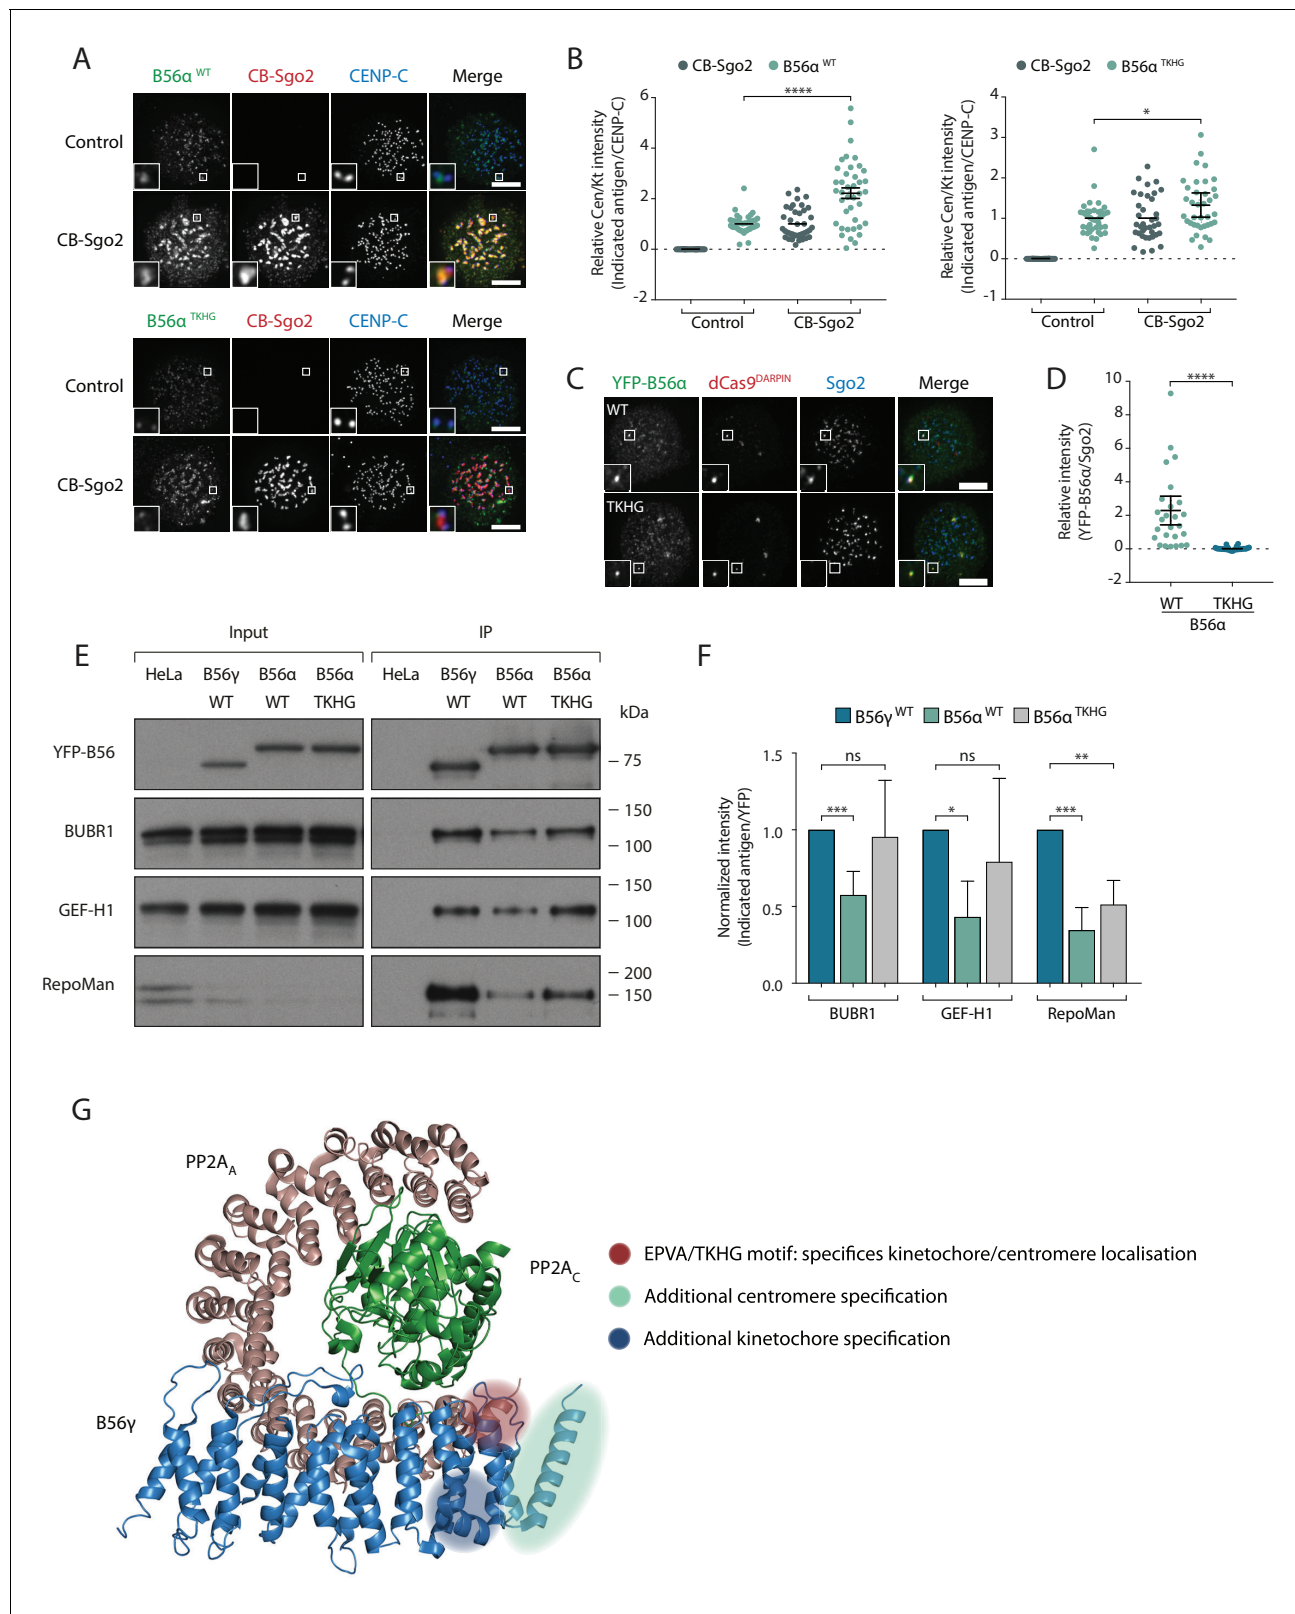 A
B56α WT CB-Sgo2 CENP-C Merge
Control
CB-Sgo2
B56α TKHG CB-Sgo2 CENP-C Merge
Control
CB-Sgo2
B
CB-Sgo2 B56α WT
Relative Cen/Kt intensity
(Indicated antigen/CENP-C)
6
4
2
0
-2
****
Control CB-Sgo2
CB-Sgo2 B56α TKHG
Relative Cen/Kt intensity
(Indicated antigen/CENP-C)
4
3
2
1
0
-1
*
Control CB-Sgo2
C
YFP-B56α dCas9DARPIN Sgo2 Merge
WT
TKHG
D
Relative intensity
(YFP-B56α/Sgo2)
10
8
6
4
2
0
-2
****
WT TKHG
B56α
E
Input IP
HeLa B56γ B56α B56α HeLa B56γ B56α B56α
WT WT TKHG WT WT TKHG
kDa
YFP-B56
75
BUBR1
150
100
GEF-H1
150
100
RepoMan
200
150
F
B56γ WT B56α WT B56α TKHG
Normalized intensity
(Indicated antigen/YFP)
1.5
1.0
0.5
0.0
ns ns **
*** * ***
BUBR1 GEF-H1 RepoMan
G
PP2AA
PP2AC
B56γ
EPVA/TKHG motif: specifices kinetochore/centromere localisation
Additional centromere specification
Additional kinetochore specification